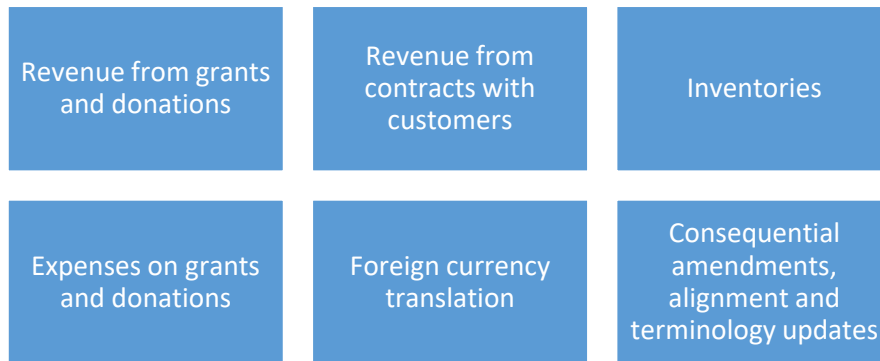 Revenue from grants
and donations
Revenue from
contracts with
customers
Inventories
Expenses on grants
and donations
Foreign currency
translation
Consequential
amendments,
alignment and
terminology updates